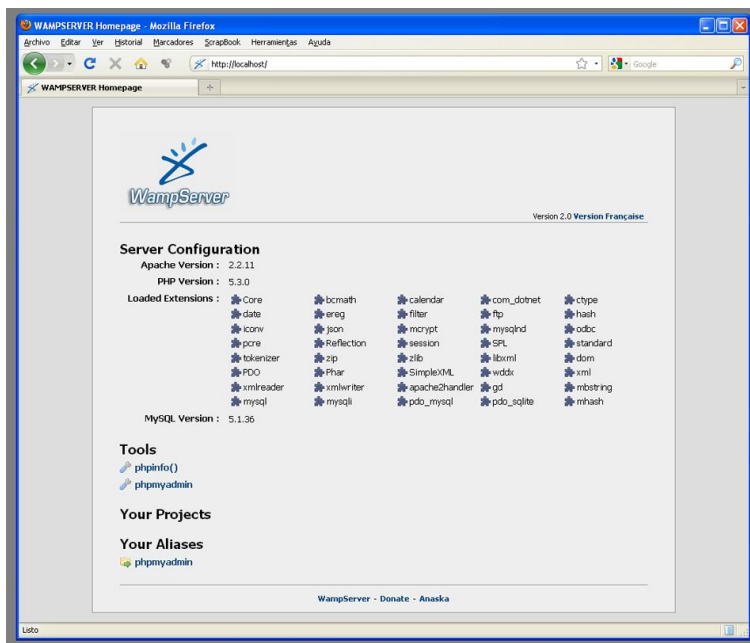 WAMPSERVER Homepage - Mozilla Firefox
Archivo Editar Ver Historial Marcadores ScrapBook Herramientas Ayuda
http://localhost/ Google
WAMPSERVER Homepage
WampServer
Version 2.0 Version Française
Server Configuration
Apache Version : 2.2.11
PHP Version : 5.3.0
Loaded Extensions : Core bcmath calendar com_dotnet ctype
date ereg filter ftp hash
iconv json mcrypt mysqlnd odbc
pcre Reflection session SPL standard
tokenizer zip zlib libxml dom
PDO Phar SimpleXML wddx xml
xmlreader xmlwriter apache2handler gd mbstring
mysql mysqli pdo_mysql pdo_sqlite mhash
MySQL Version : 5.1.36
Tools
phpinfo()
phpmyadmin
Your Projects
Your Aliases
phpmyadmin
WampServer - Donate - Anaska
Listo